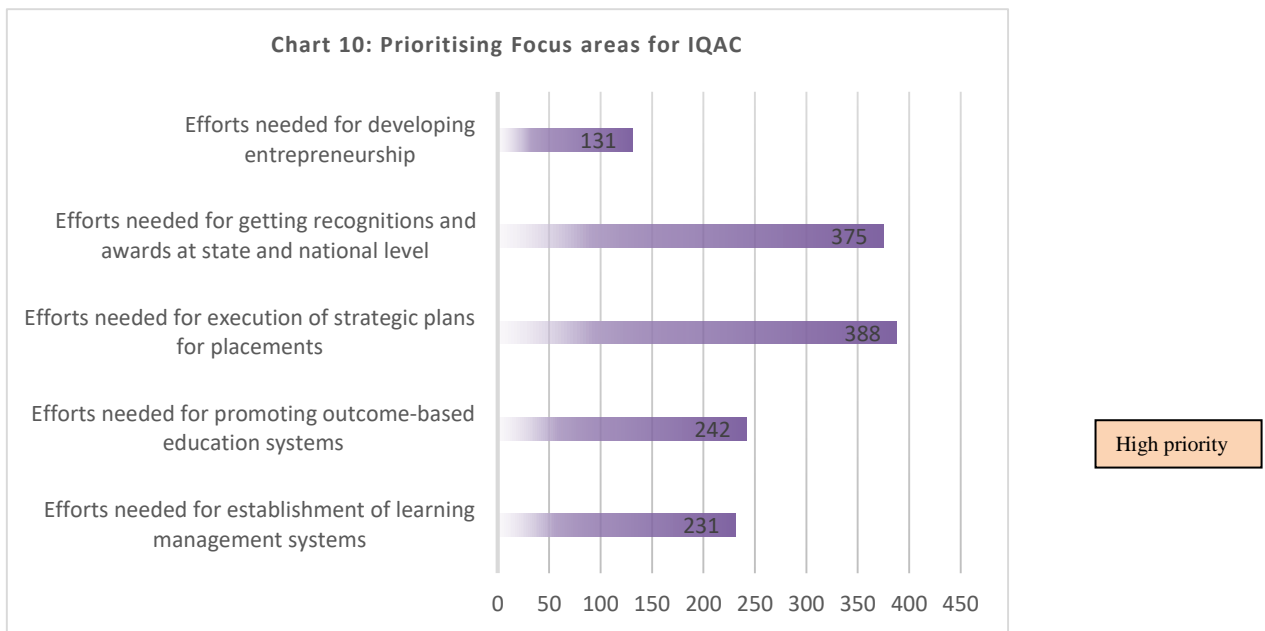 Chart 10: Prioritising Focus areas for IQAC
Efforts needed for developing
entrepreneurship
131
Efforts needed for getting recognitions and
awards at state and national level
375
Efforts needed for execution of strategic plans
for placements
388
Efforts needed for promoting outcome-based
education systems
242
Efforts needed for establishment of learning
management systems
231
0 50 100 150 200 250 300 350 400 450
High priority